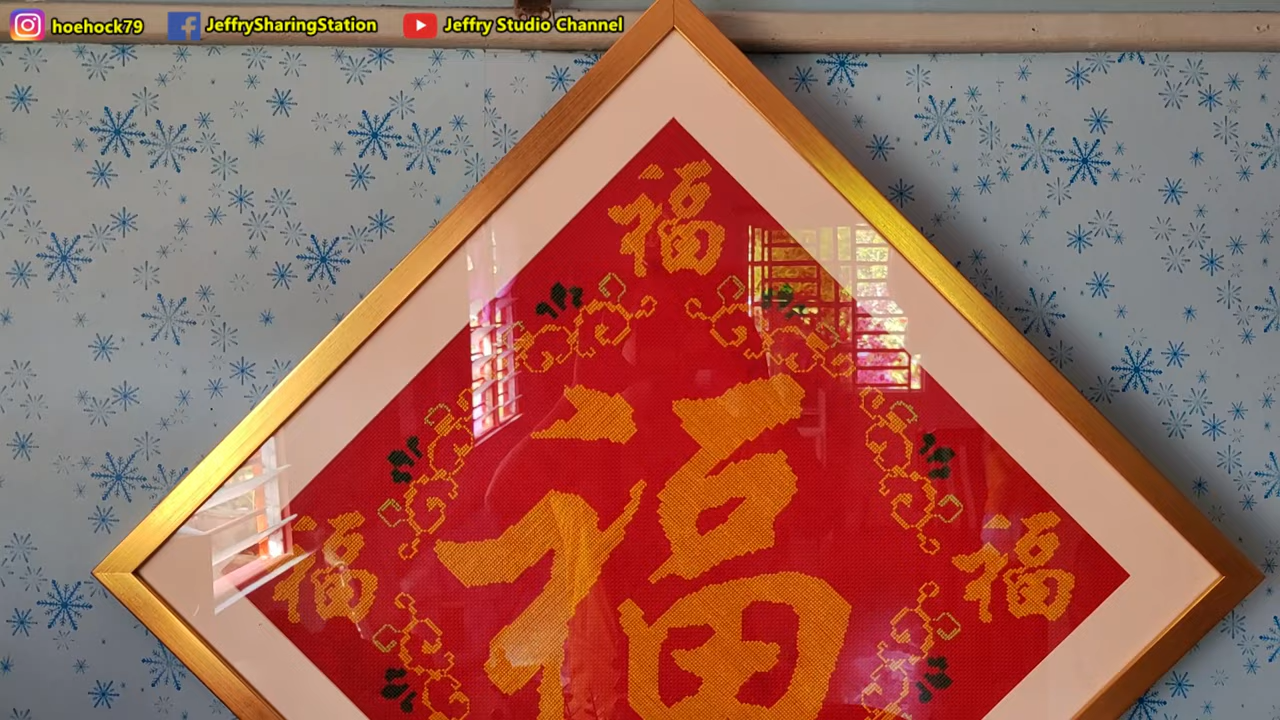 hoehock79 JeffrySharingStation Jeffry Studio Channel
福
福
福 福